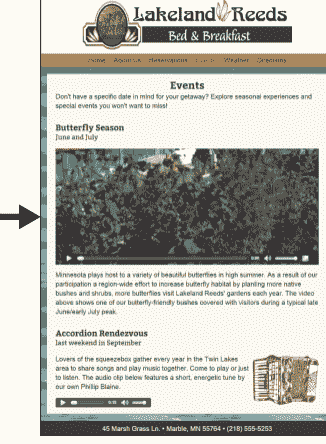 Lakeland Reeds
Bed & Breakfast
Home About Us Reservations Events Weather Directions
Events
Don't have a specific date in mind for your getaway? Explore seasonal experiences and
special events you won't want to miss!
Butterfly Season
June and July
Minnesota plays host to a variety of beautiful butterflies in high summer. As a result of our
participation a region-wide effort to increase butterfly habitat by planting more native
bushes and shrubs, more butterflies visit Lakeland Reeds' gardens each year. The video
above shows one of our butterfly-friendly bushes covered with visitors during a typical late
June/early July peak.
Accordion Rendezvous
last weekend in September
Lovers of the squeezebox gather every year in the Twin Lakes
area to share songs and play music together. Come to play or just
to listen. The audio clip below features a short, energetic tune by
our own Phillip Blaine.
45 Marsh Grass Ln. • Marble, MN 55764 • (218) 555-5253